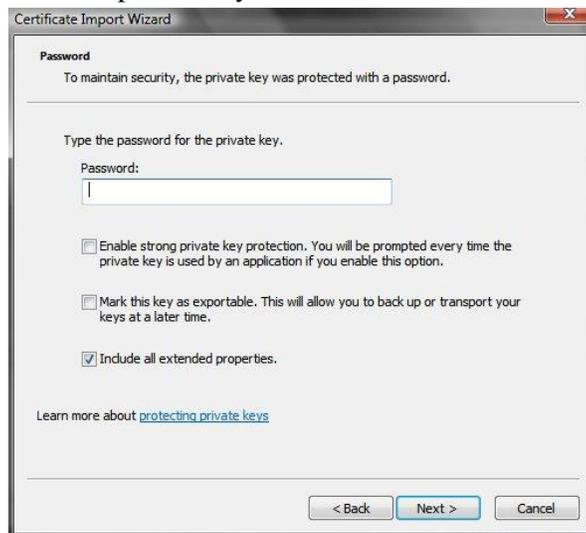 Certificate Import Wizard
Password
To maintain security, the private key was protected with a password.
Type the password for the private key.
Password:
Enable strong private key protection. You will be prompted every time the
private key is used by an application if you enable this option.
Mark this key as exportable. This will allow you to back up or transport your
keys at a later time.
Include all extended properties.
Learn more about protecting private keys
< Back Next > Cancel